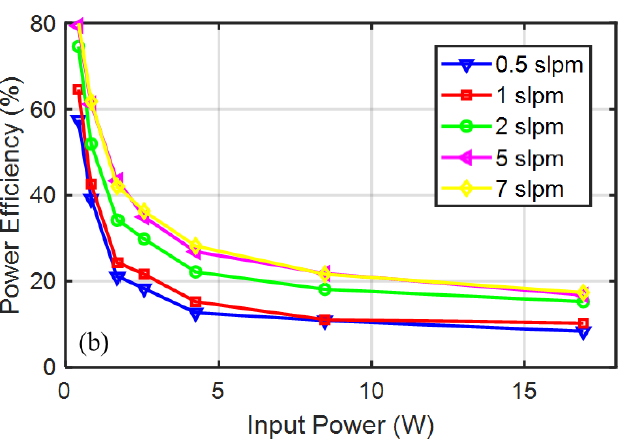 80
60
40
20
0
Power Efficiency (%)
0.5 slpm
1 slpm
2 slpm
5 slpm
7 slpm
(b)
0 5 10 15
Input Power (W)